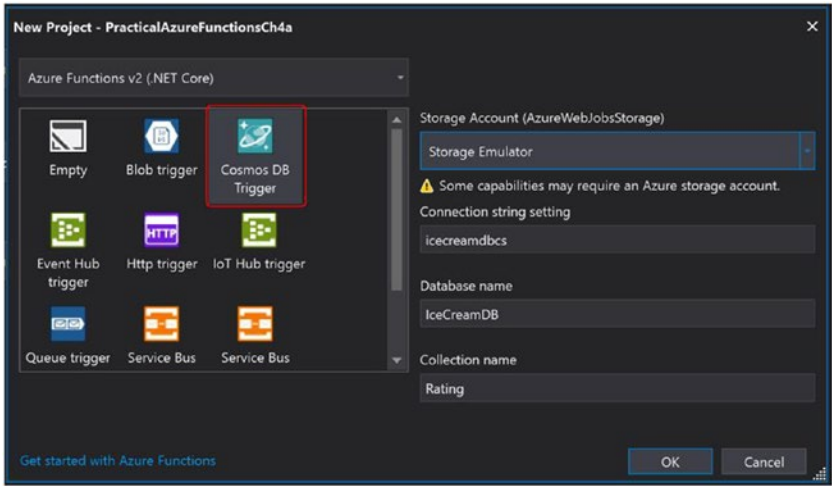 New Project - PracticalAzureFunctionsCh4a
Azure Functions v2 (.NET Core)
Empty
Blob trigger
Cosmos DB
Trigger
Event Hub
trigger
Http trigger
IoT Hub trigger
Queue trigger
Service Bus
Service Bus
Storage Account (AzureWebJobsStorage)
Storage Emulator
Some capabilities may require an Azure storage account.
Connection string setting
icecreamdbcs
Database name
IceCreamDB
Collection name
Rating
Get started with Azure Functions
OK
Cancel